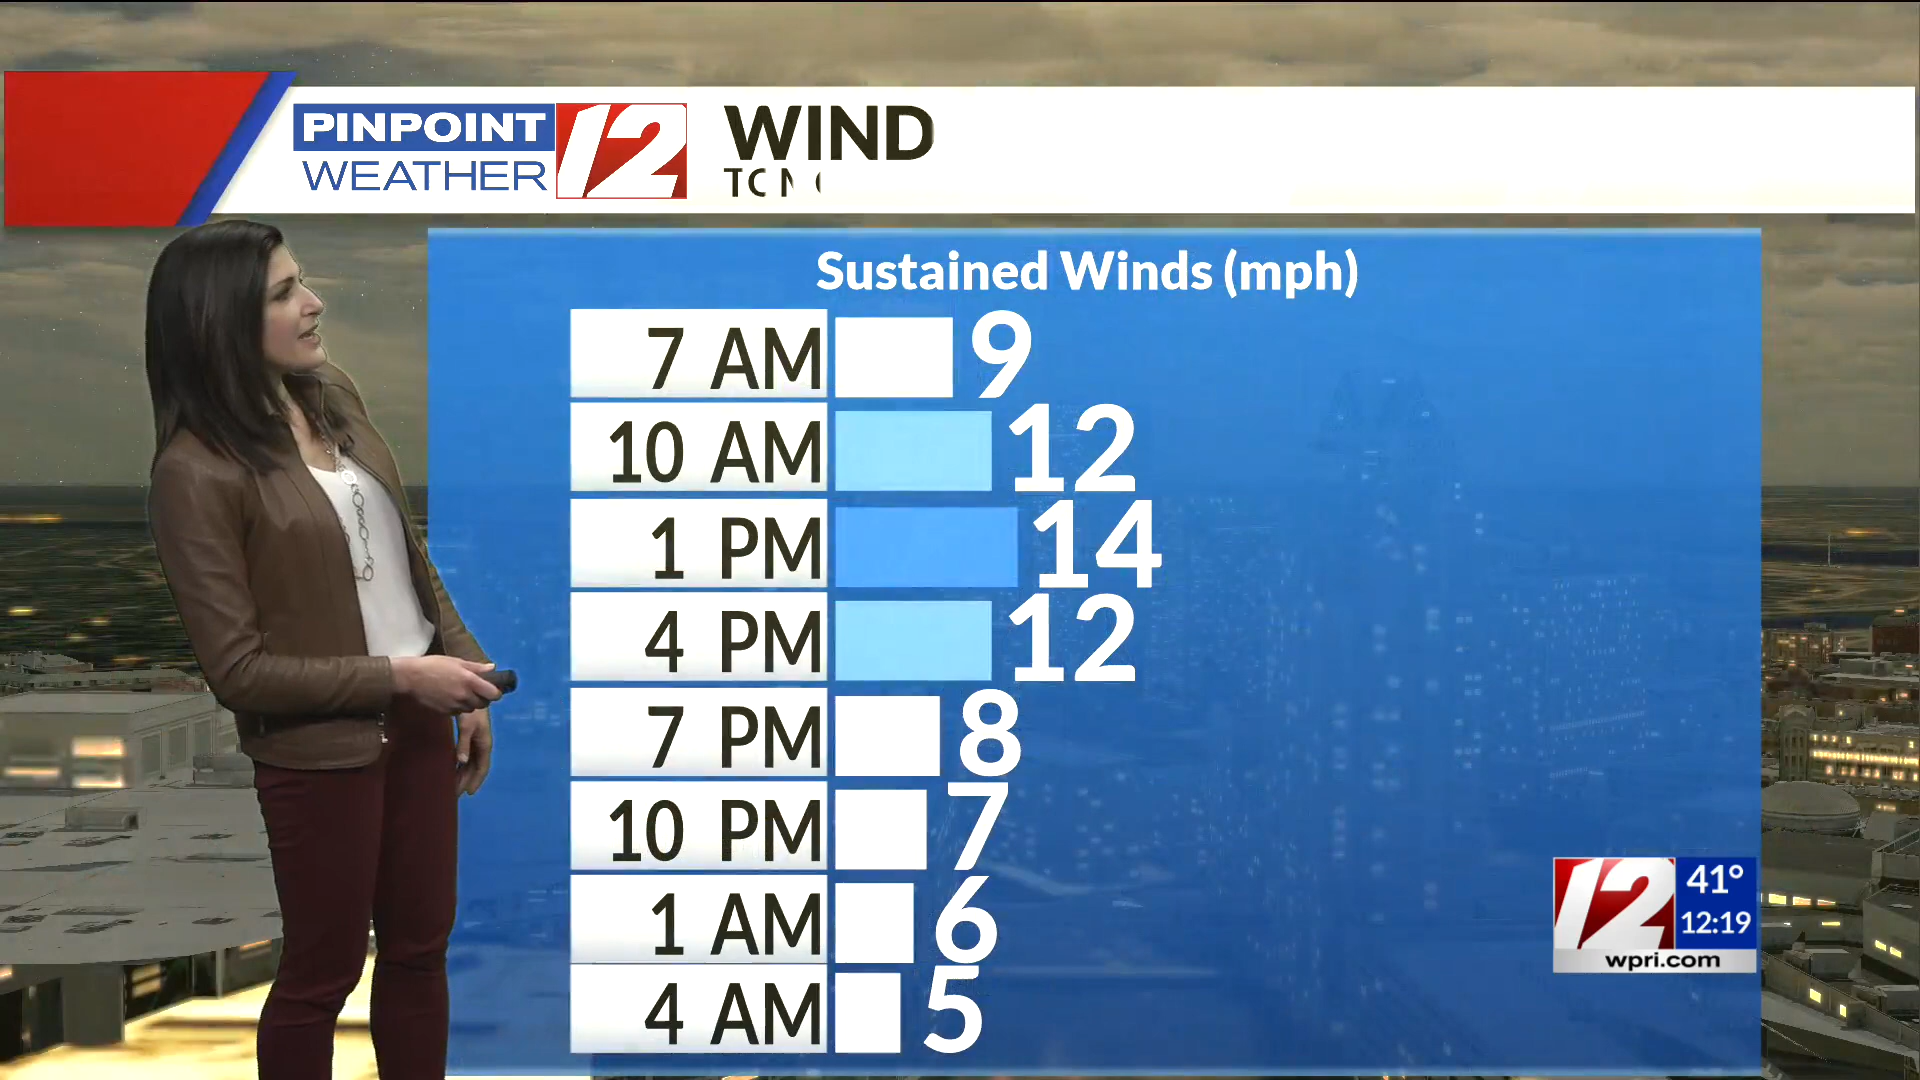 PINPOINT
WEATHER
12
WIND
Sustained Winds (mph)
7 AM 9
10 AM 12
1 PM 14
4 PM 12
7 PM 8
10 PM 7
1 AM 6
4 AM 5
12
41°
12:19
wpri.com